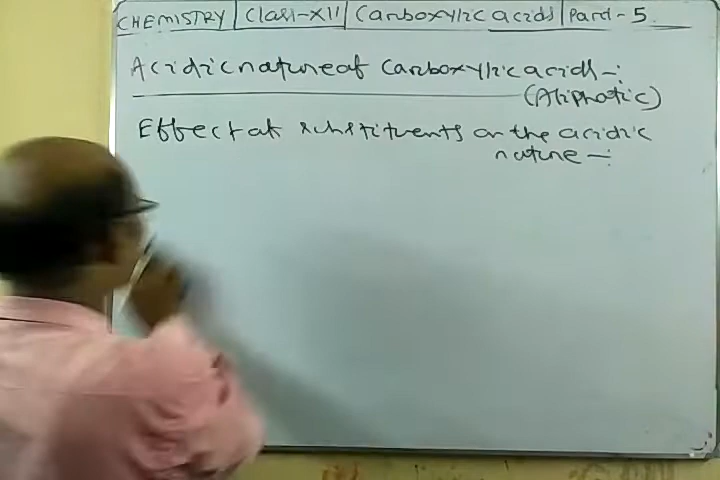 CHEMISTRY | Class-XII | Carboxylic acids | Part-5
Acidic nature of Carboxylic acids -:
(Aliphatic)
Effect of substituents on the acidic
nature -: